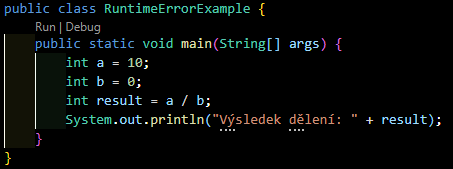 public class RuntimeErrorExample {
Run | Debug
public static void main(String[] args) {
int a = 10;
int b = 0;
int result = a / b;
System.out.println("Výsledek dělení: " + result);
}
}